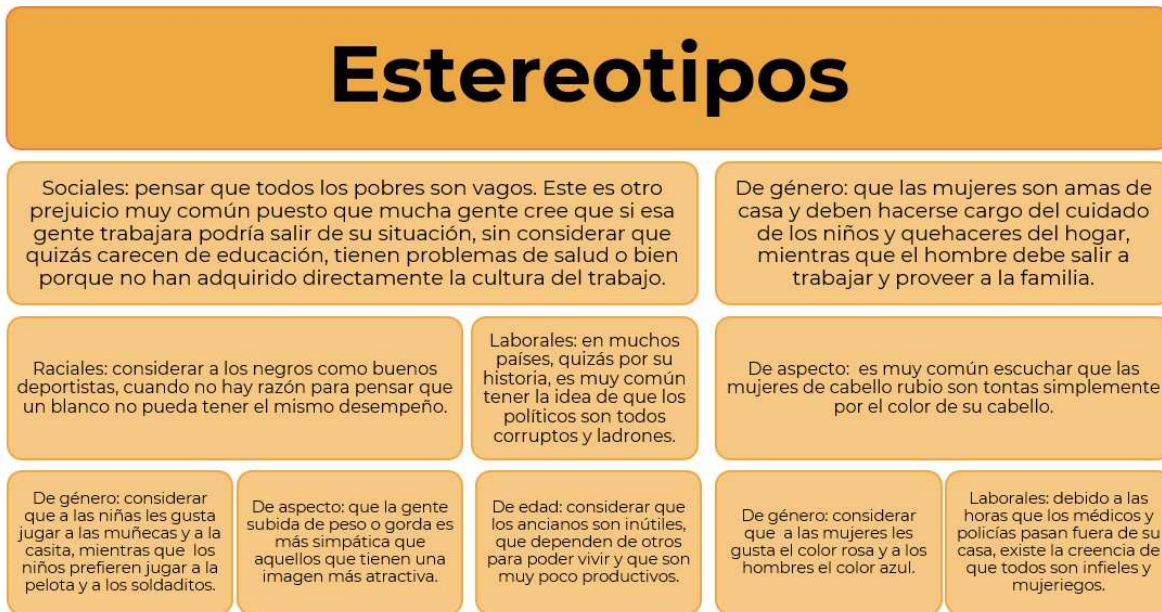 Estereotipos
Sociales: pensar que todos los pobres son vagos. Este es otro
prejuicio muy común puesto que mucha gente cree que si esa
gente trabajara podría salir de su situación, sin considerar que
quizás carecen de educación, tienen problemas de salud o bien
porque no han adquirido directamente la cultura del trabajo.
De género: que las mujeres son amas de
casa y deben hacerse cargo del cuidado
de los niños y quehaceres del hogar,
mientras que el hombre debe salir a
trabajar y proveer a la familia.
Raciales: considerar a los negros como buenos
deportistas, cuando no hay razón para pensar que
un blanco no pueda tener el mismo desempeño.
Laborales: en muchos
países, quizás por su
historia, es muy común
tener la idea de que los
políticos son todos
corruptos y ladrones.
De aspecto: es muy común escuchar que las
mujeres de cabello rubio son tontas simplemente
por el color de su cabello.
De género: considerar
que a las niñas les gusta
jugar a las muñecas y a la
casita, mientras que los
niños prefieren jugar a la
pelota y a los soldaditos.
De aspecto: que la gente
subida de peso o gorda es
más simpática que
aquellos que tienen una
imagen más atractiva.
De edad: considerar que
los ancianos son inútiles,
que dependen de otros
para poder vivir y que son
muy poco productivos.
De género: considerar
que a las mujeres les
gusta el color rosa y a los
hombres el color azul.
Laborales: debido a las
horas que los médicos y
policías pasan fuera de su
casa, existe la creencia de
que todos son infieles y
mujeriegos.